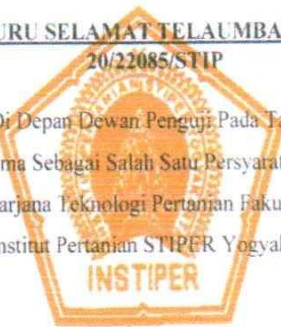 URU SELAMAT TELAUMBA
20/22085/STIP
Di Depan Dewan Penguji Pada Ta
ma Sebagai Salah Satu Persyarat
arjana Teknologi Pertanian Faku
nstitut Pertanian STIPER Yogyal
INSTIPER